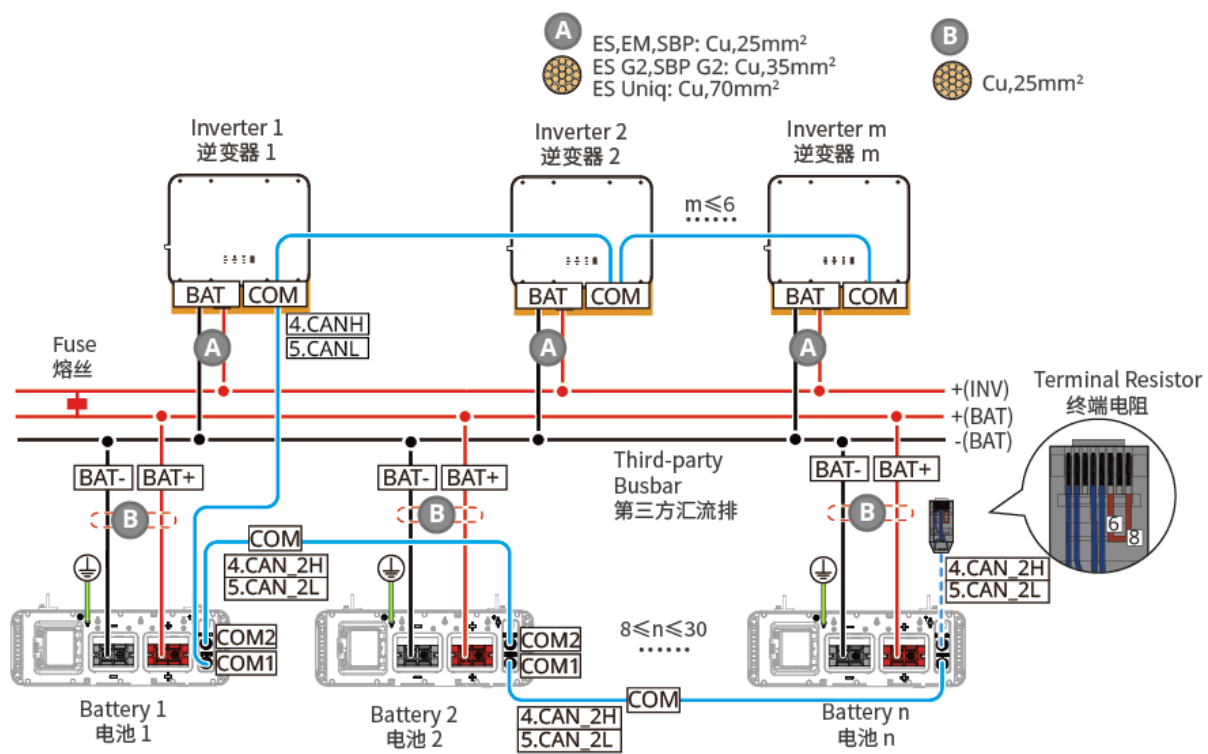 A
ES,EM,SBP: Cu,25mm²
ES G2,SBP G2: Cu,35mm²
ES Uniq: Cu,70mm²
B
Cu,25mm²
Inverter 1
逆变器 1
Inverter 2
逆变器 2
Inverter m
逆变器 m
m≤6
BAT
COM
BAT
COM
BAT
COM
4.CANH
5.CANL
A
A
A
Fuse
熔丝
+(INV)
+(BAT)
-(BAT)
Terminal Resistor
终端电阻
6
8
BAT-
BAT+
BAT-
BAT+
BAT-
BAT+
Third-party
Busbar
第三方汇流排
B
B
B
COM
4.CAN_2H
5.CAN_2L
4.CAN_2H
5.CAN_2L
COM2
COM1
COM2
COM1
8≤n≤30
COM
4.CAN_2H
5.CAN_2L
Battery 1
电池 1
Battery 2
电池 2
Battery n
电池 n